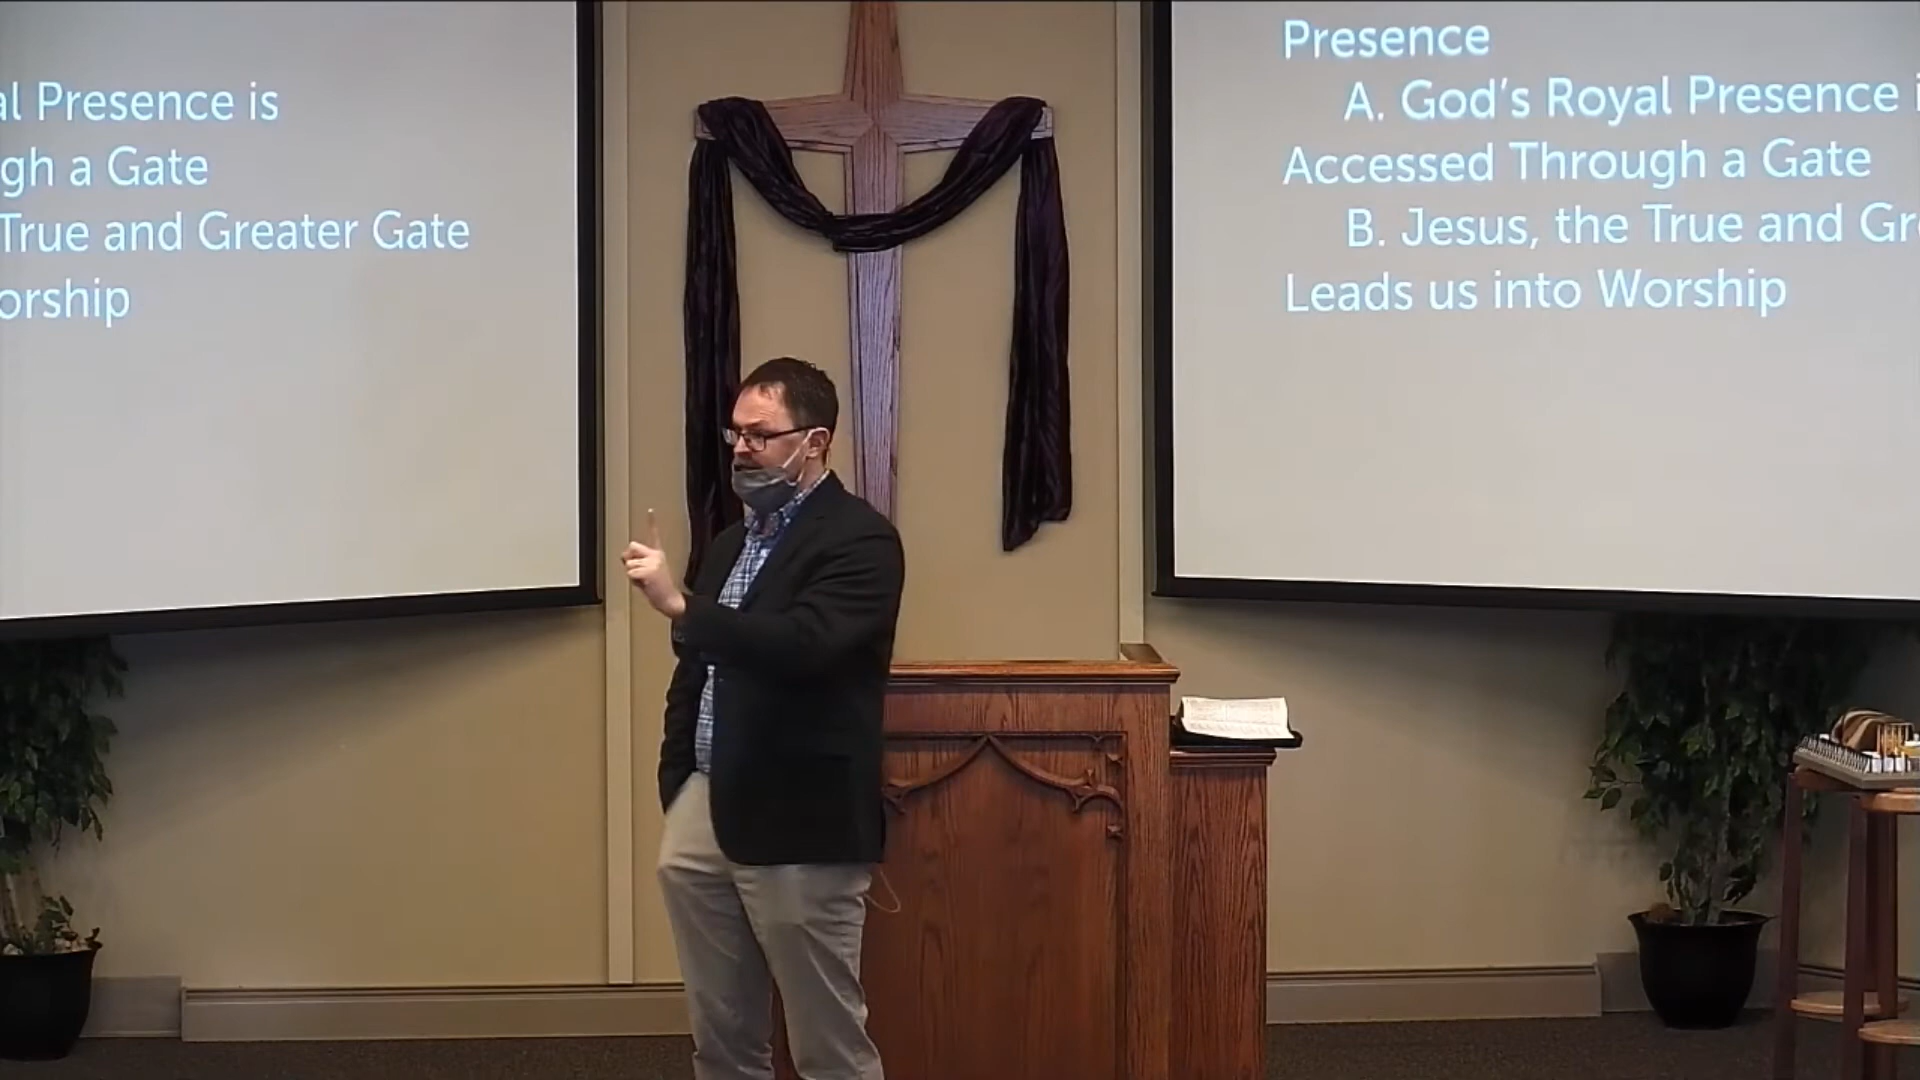 al Presence is
gh a Gate
True and Greater Gate
orship
Presence
A. God's Royal Presence i
Accessed Through a Gate
B. Jesus, the True and Gr
Leads us into Worship